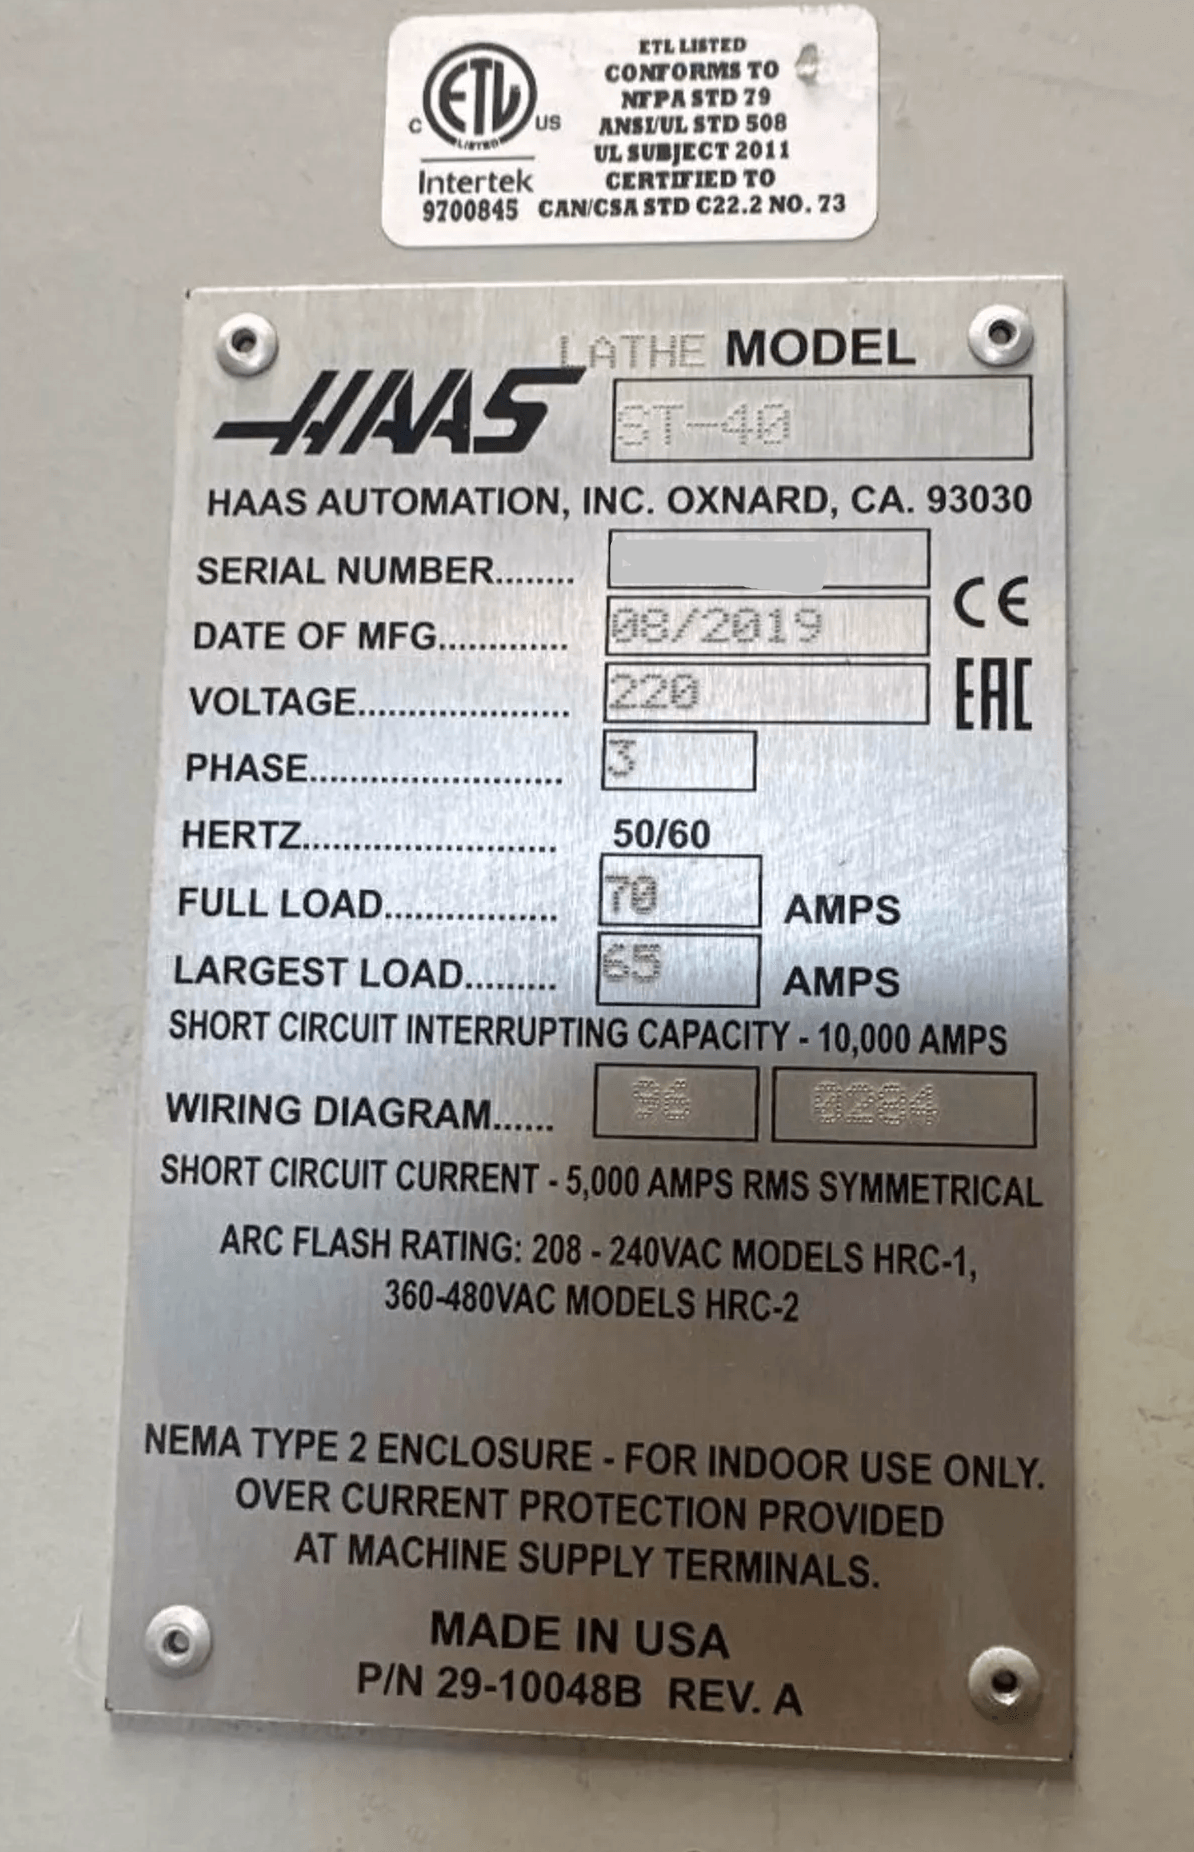 ETL LISTED
CONFORMS TO
NFPA STD 79
ANSI/UL STD 508
UL SUBJECT 2011
CERTIFIED TO
CAN/CSA STD C22.2 NO. 73
C ETL US
LISTED
Intertek
9700845
LATHE MODEL
HAAS ST-40
HAAS AUTOMATION, INC. OXNARD, CA. 93030
SERIAL NUMBER........
DATE OF MFG............. 08/2019 CE
VOLTAGE..................... 220 EAC
PHASE......................... 3
HERTZ......................... 50/60
FULL LOAD................. 70 AMPS
LARGEST LOAD......... 65 AMPS
SHORT CIRCUIT INTERRUPTING CAPACITY - 10,000 AMPS
WIRING DIAGRAM...... 96 0284
SHORT CIRCUIT CURRENT - 5,000 AMPS RMS SYMMETRICAL
ARC FLASH RATING: 208 - 240VAC MODELS HRC-1,
360-480VAC MODELS HRC-2
NEMA TYPE 2 ENCLOSURE - FOR INDOOR USE ONLY.
OVER CURRENT PROTECTION PROVIDED
AT MACHINE SUPPLY TERMINALS.
MADE IN USA
P/N 29-10048B REV. A